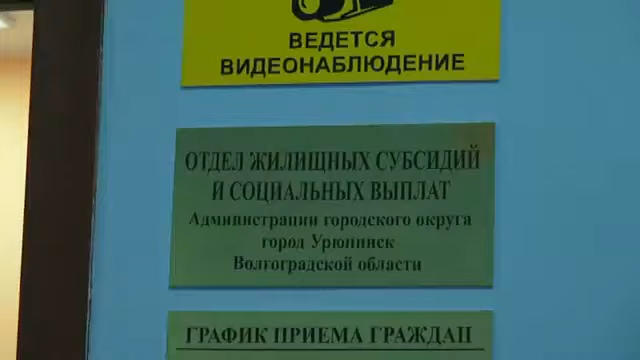 ВЕДЕТСЯ
ВИДЕОНАБЛЮДЕНИЕ
ОТДЕЛ ЖИЛИЩНЫХ СУБСИДИЙ
И СОЦИАЛЬНЫХ ВЫПЛАТ
Администрации городского округа
город Урюпинск
Волгоградской области
ГРАФИК ПРИЕМА ГРАЖДАН